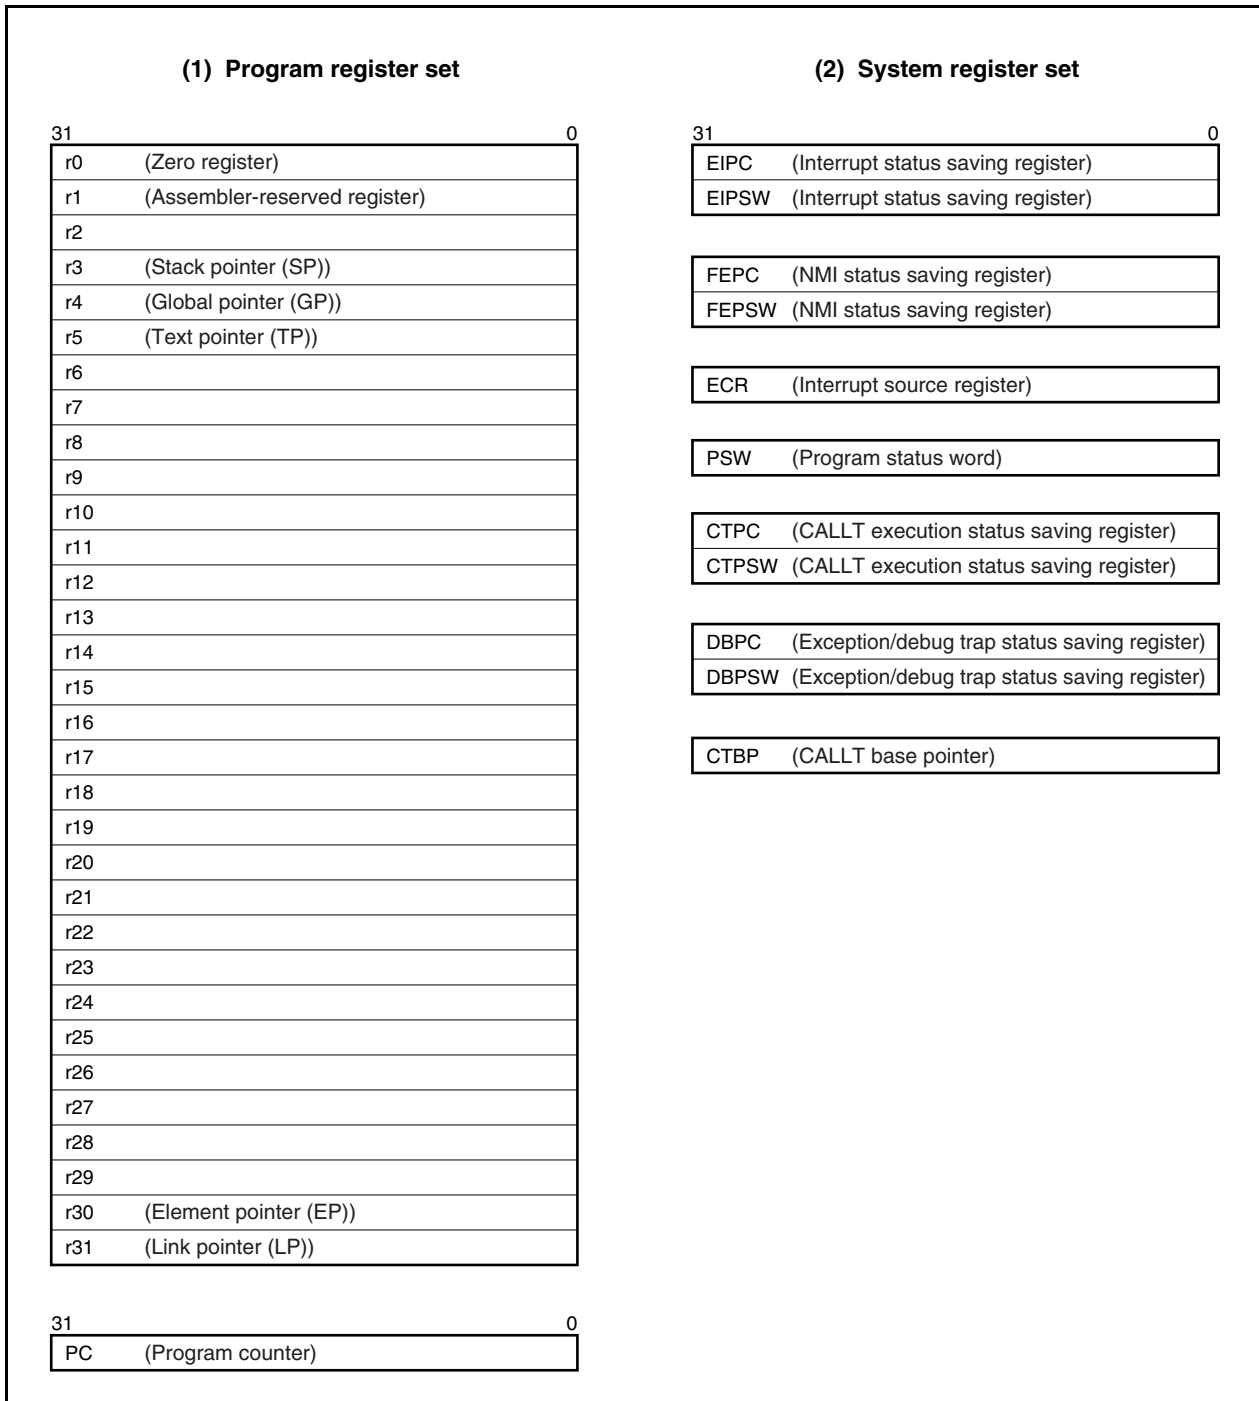 (1) Program register set
31 0
r0 (Zero register)
r1 (Assembler-reserved register)
r2
r3 (Stack pointer (SP))
r4 (Global pointer (GP))
r5 (Text pointer (TP))
r6
r7
r8
r9
r10
r11
r12
r13
r14
r15
r16
r17
r18
r19
r20
r21
r22
r23
r24
r25
r26
r27
r28
r29
r30 (Element pointer (EP))
r31 (Link pointer (LP))
31 0
PC (Program counter)
(2) System register set
31 0
EIPC (Interrupt status saving register)
EIPSW (Interrupt status saving register)
FEPC (NMI status saving register)
FEPSW (NMI status saving register)
ECR (Interrupt source register)
PSW (Program status word)
CTPC (CALLT execution status saving register)
CTPSW (CALLT execution status saving register)
DBPC (Exception/debug trap status saving register)
DBPSW (Exception/debug trap status saving register)
CTBP (CALLT base pointer)